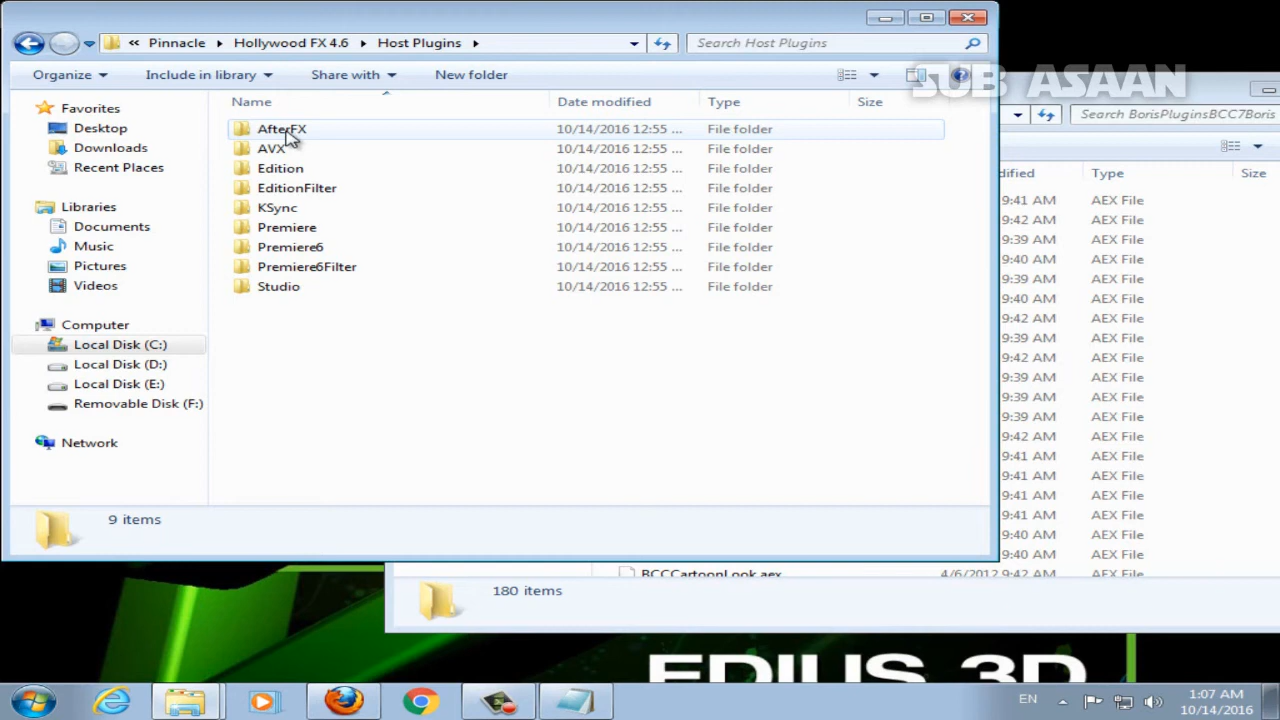 « Pinnacle Hollywood FX 4.6 Host Plugins
Search Host Plugins
Organize Include in library Share with New folder
SUB ASAAN
Name Date modified Type Size
Favorites
Desktop
Downloads
Recent Places
Libraries
Documents
Music
Pictures
Videos
Computer
Local Disk (C:)
Local Disk (D:)
Local Disk (E:)
Removable Disk (F:)
Network
AfterFX 10/14/2016 12:55 ... File folder
AVX 10/14/2016 12:55 ... File folder
Edition 10/14/2016 12:55 ... File folder
EditionFilter 10/14/2016 12:55 ... File folder
KSync 10/14/2016 12:55 ... File folder
Premiere 10/14/2016 12:55 ... File folder
Premiere6 10/14/2016 12:55 ... File folder
Premiere6Filter 10/14/2016 12:55 ... File folder
Studio 10/14/2016 12:55 ... File folder
9 items
Search BorisPluginsBCC7Boris
dified Type Size
9:41 AM AEX File
9:42 AM AEX File
9:39 AM AEX File
9:40 AM AEX File
9:39 AM AEX File
9:40 AM AEX File
9:42 AM AEX File
9:39 AM AEX File
9:42 AM AEX File
9:39 AM AEX File
9:39 AM AEX File
9:39 AM AEX File
9:42 AM AEX File
9:41 AM AEX File
9:41 AM AEX File
9:41 AM AEX File
9:41 AM AEX File
9:40 AM AEX File
9:40 AM AEX File
BCCCartoonLook.aex 4/6/2012 9:42 AM AEX File
180 items
EDIUS 3D
EN
1:07 AM
10/14/2016